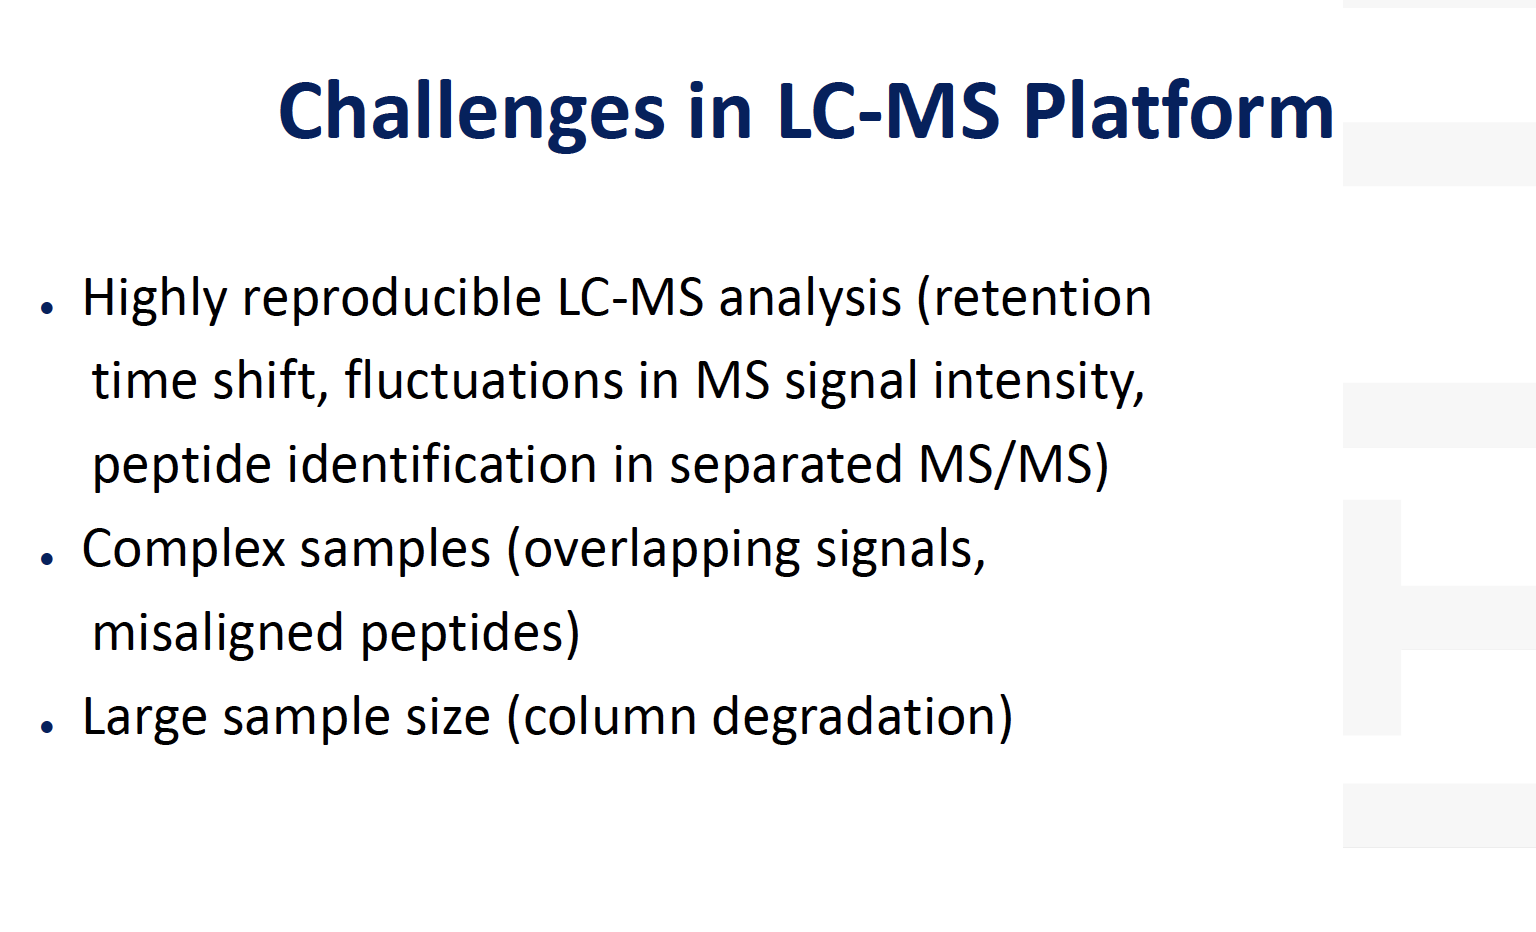 Challenges in LC-MS Platform
• Highly reproducible LC-MS analysis (retention
time shift, fluctuations in MS signal intensity,
peptide identification in separated MS/MS)
• Complex samples (overlapping signals,
misaligned peptides)
• Large sample size (column degradation)